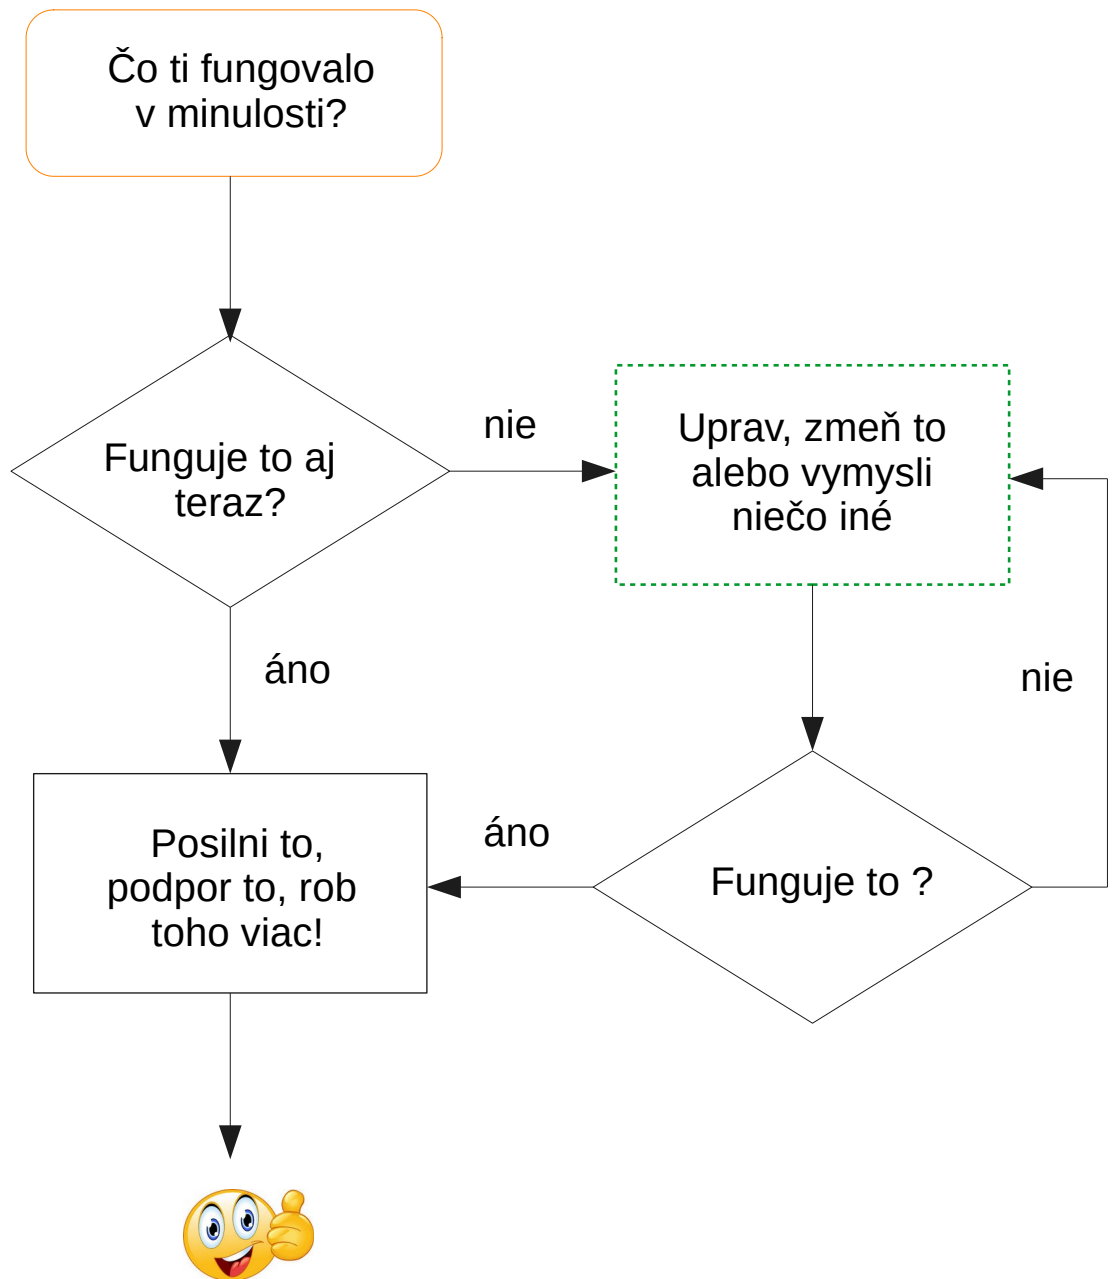 Čo ti fungovalo
v minulosti?
Funguje to aj
teraz?
nie
Uprav, zmeň to
alebo vymysli
niečo iné
áno
nie
Posilni to,
podpor to, rob
toho viac!
áno
Funguje to ?